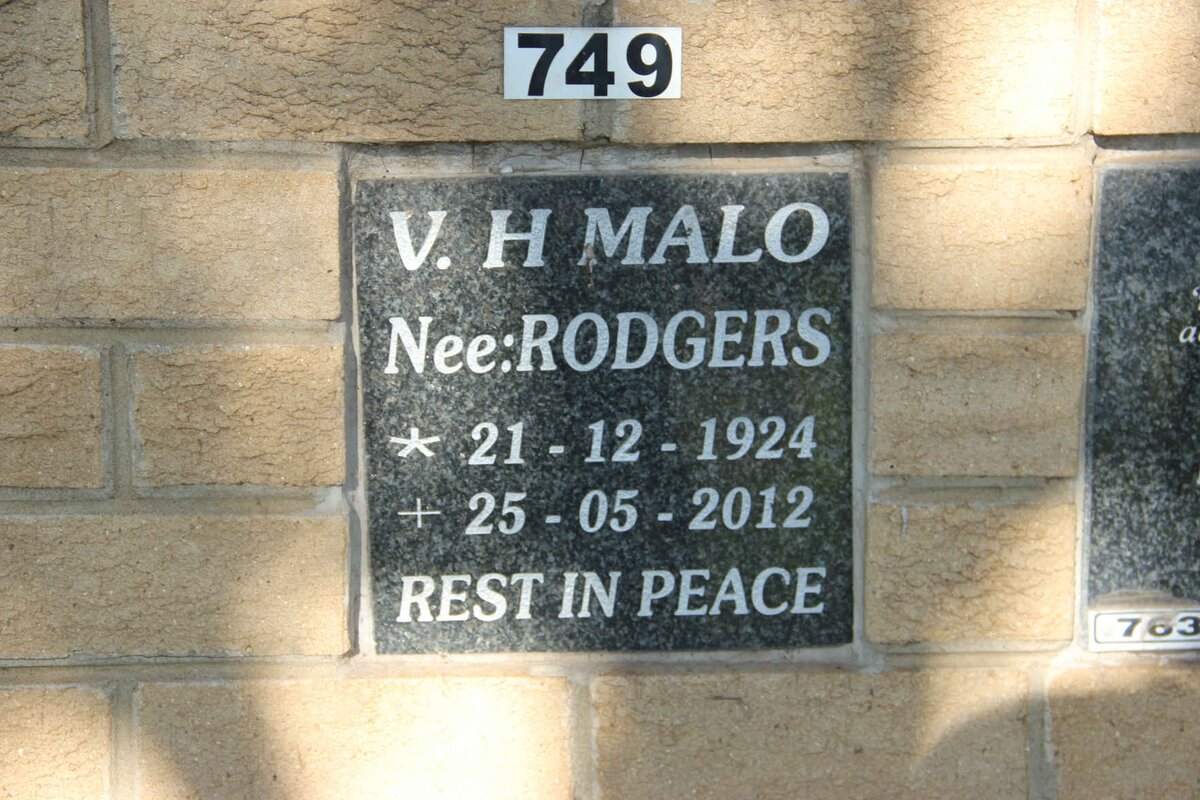 749
V. H MALO
Nee:RODGERS
* 21 - 12 - 1924
+ 25 - 05 - 2012
REST IN PEACE
763